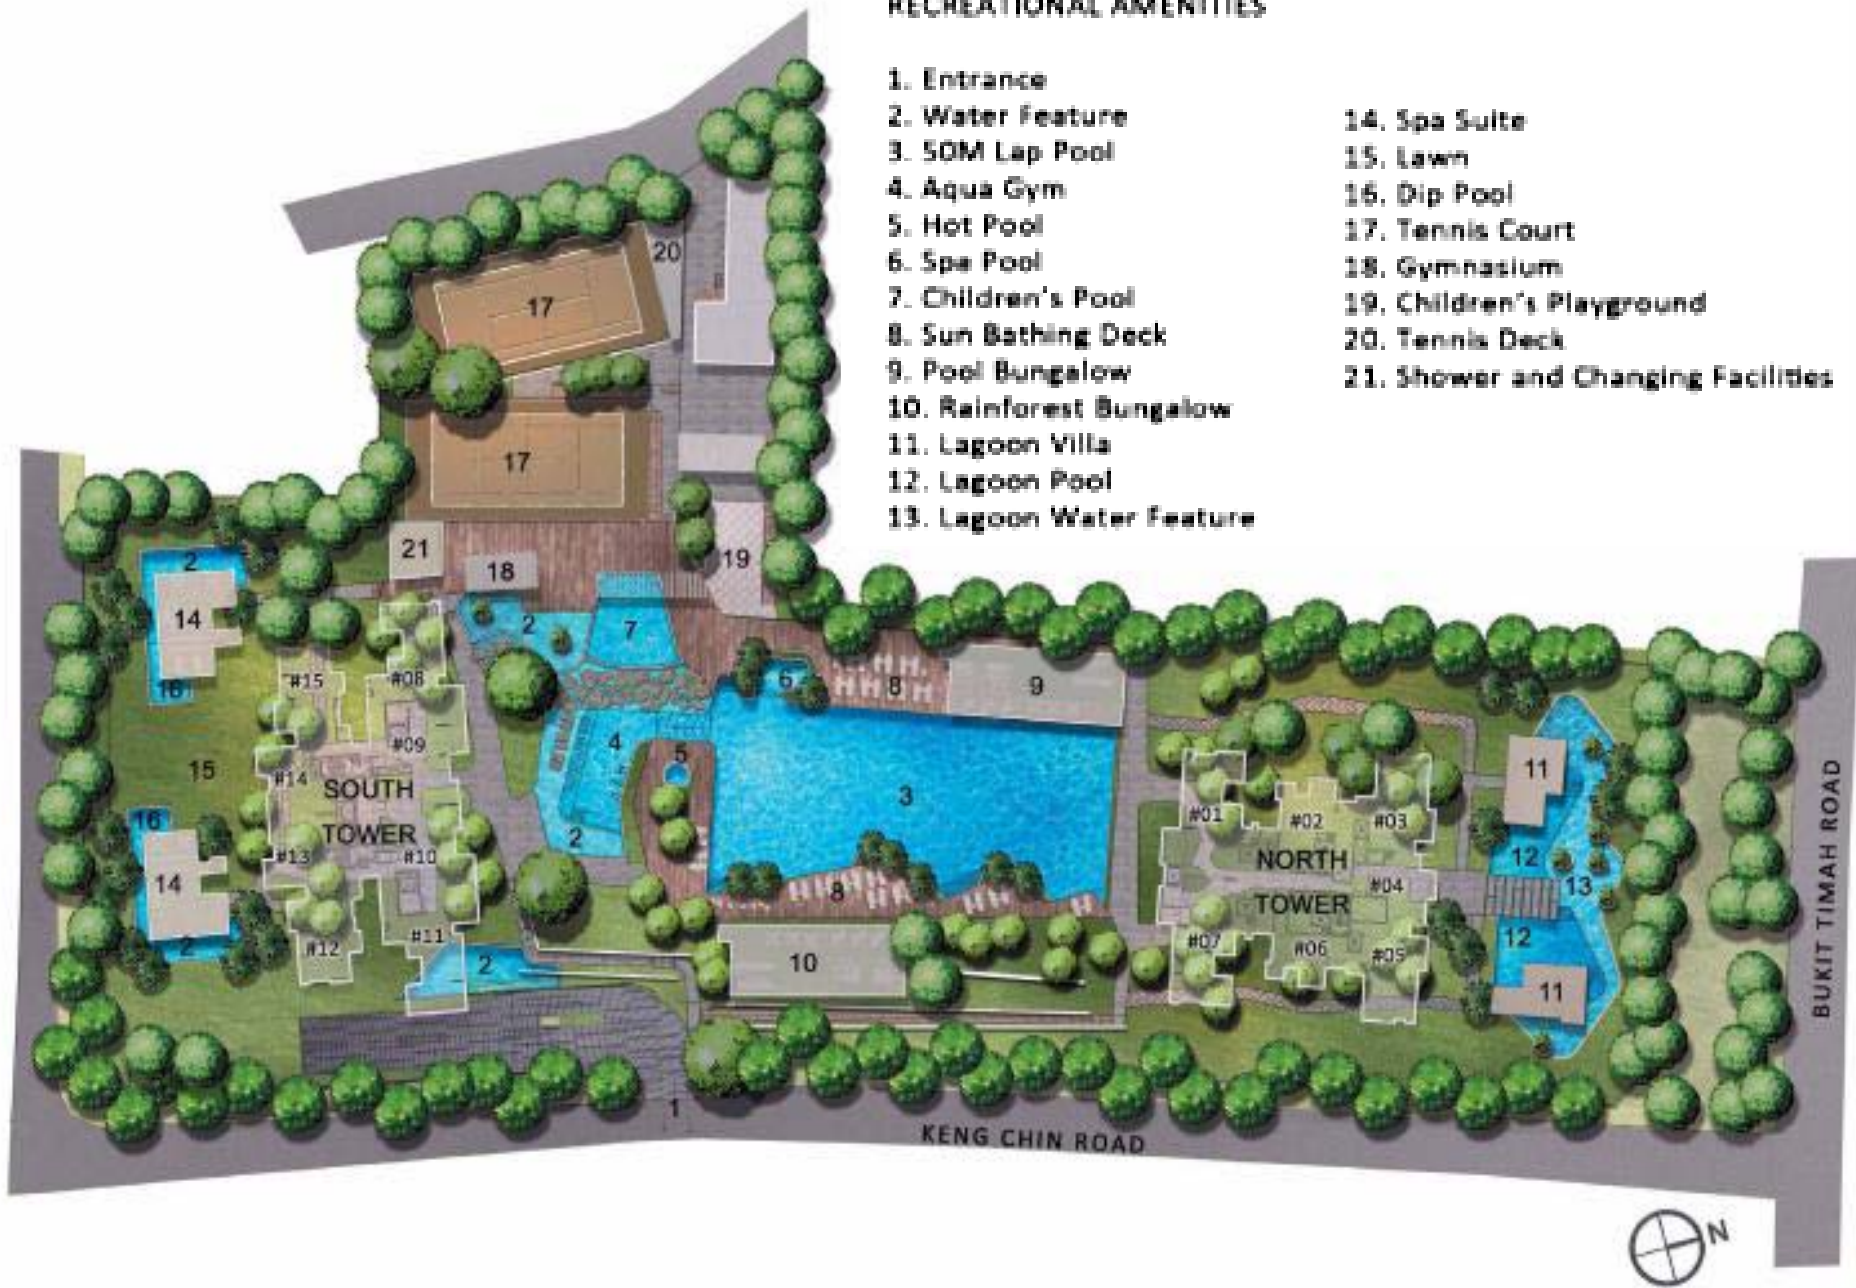 RECREATIONAL AMENITIES
1. Entrance
2. Water Feature
3. 50M Lap Pool
4. Aqua Gym
5. Hot Pool
6. Spa Pool
7. Children's Pool
8. Sun Bathing Deck
9. Pool Bungalow
10. Rainforest Bungalow
11. Lagoon Villa
12. Lagoon Pool
13. Lagoon Water Feature
14. Spa Suite
15. Lawn
16. Dip Pool
17. Tennis Court
18. Gymnasium
19. Children's Playground
20. Tennis Deck
21. Shower and Changing Facilities
20
17
17
21
18
19
2
14
16
2
7
#15
#08
6
8
9
#09
4
5
15
#14
SOUTH
TOWER
3
11
#01
#02
#03
16
2
#13
#10
NORTH
TOWER
12
13
#04
14
8
2
#12
#11
2
10
#07
#06
#05
12
11
1
KENG CHIN ROAD
BUKIT TIMAH ROAD
N